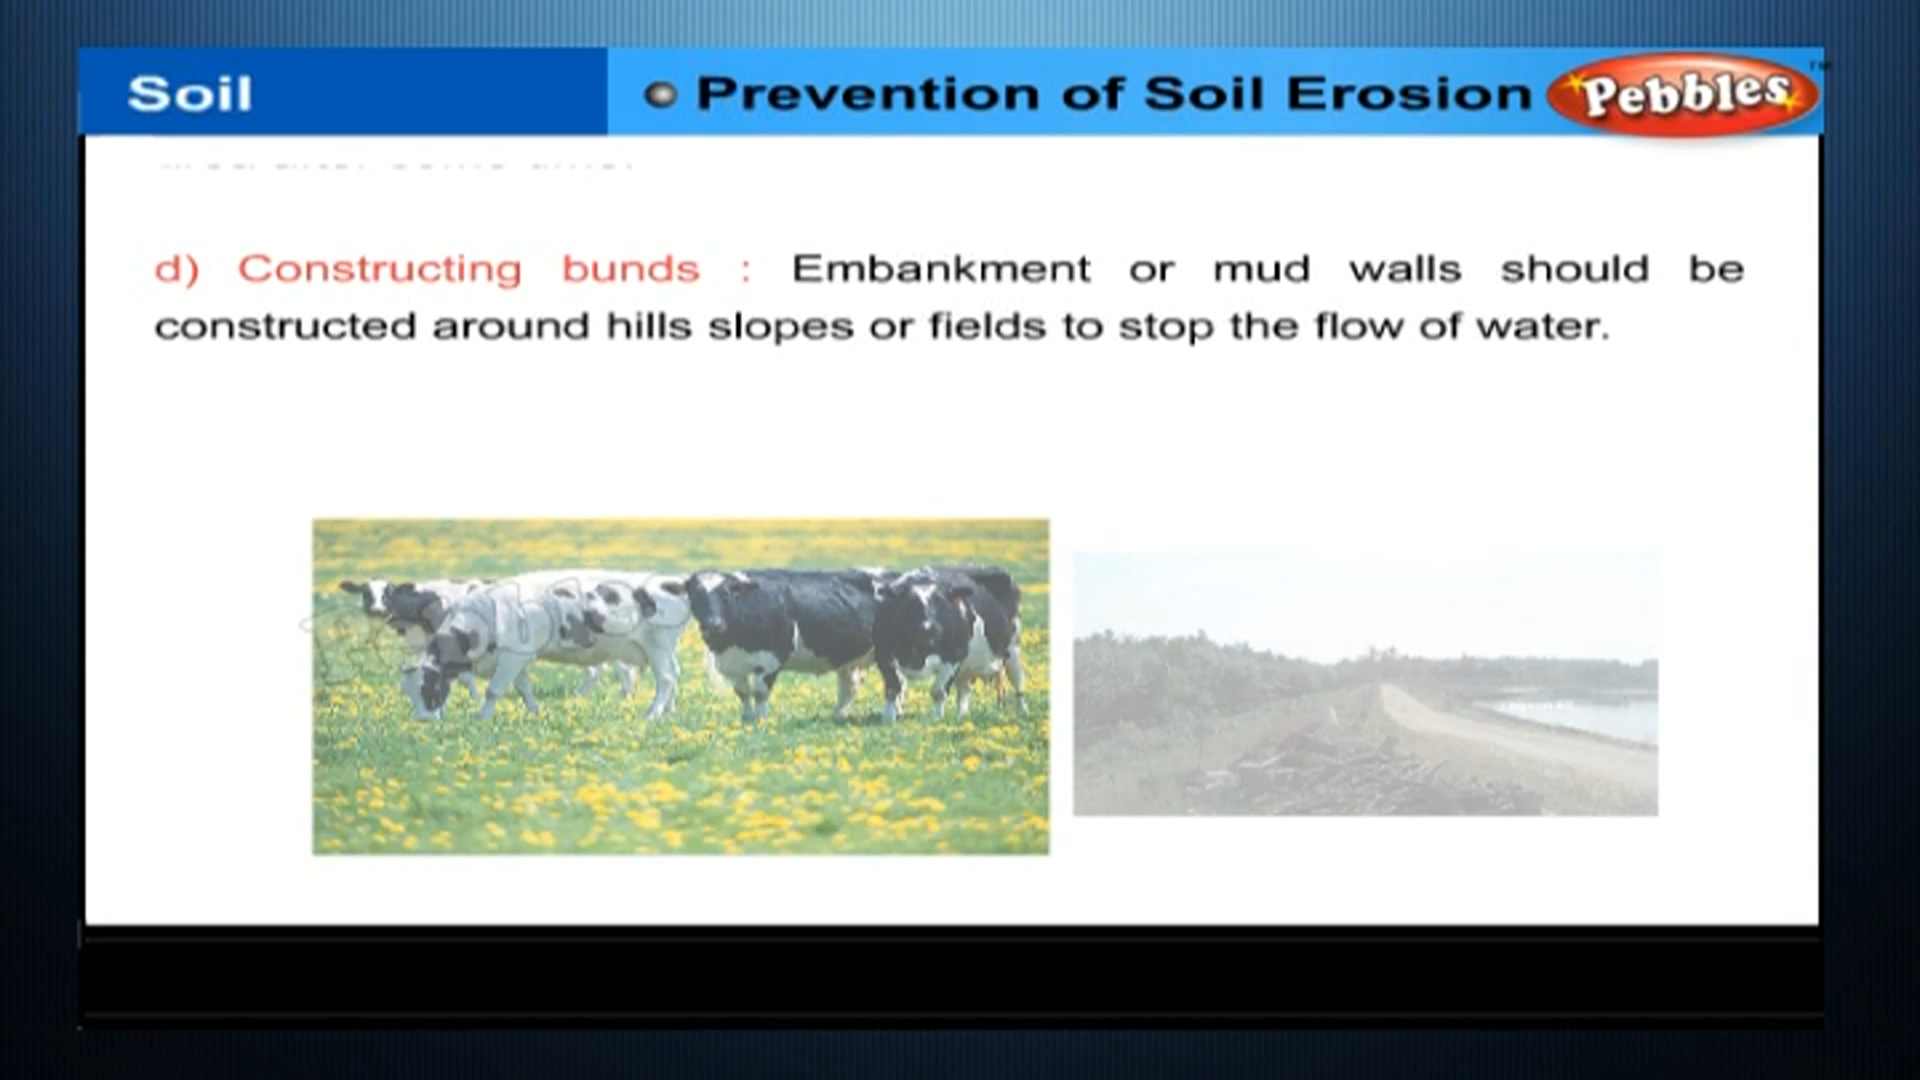 Soil
Prevention of Soil Erosion
Pebbles
TM
d) Constructing bunds : Embankment or mud walls should be
constructed around hills slopes or fields to stop the flow of water.